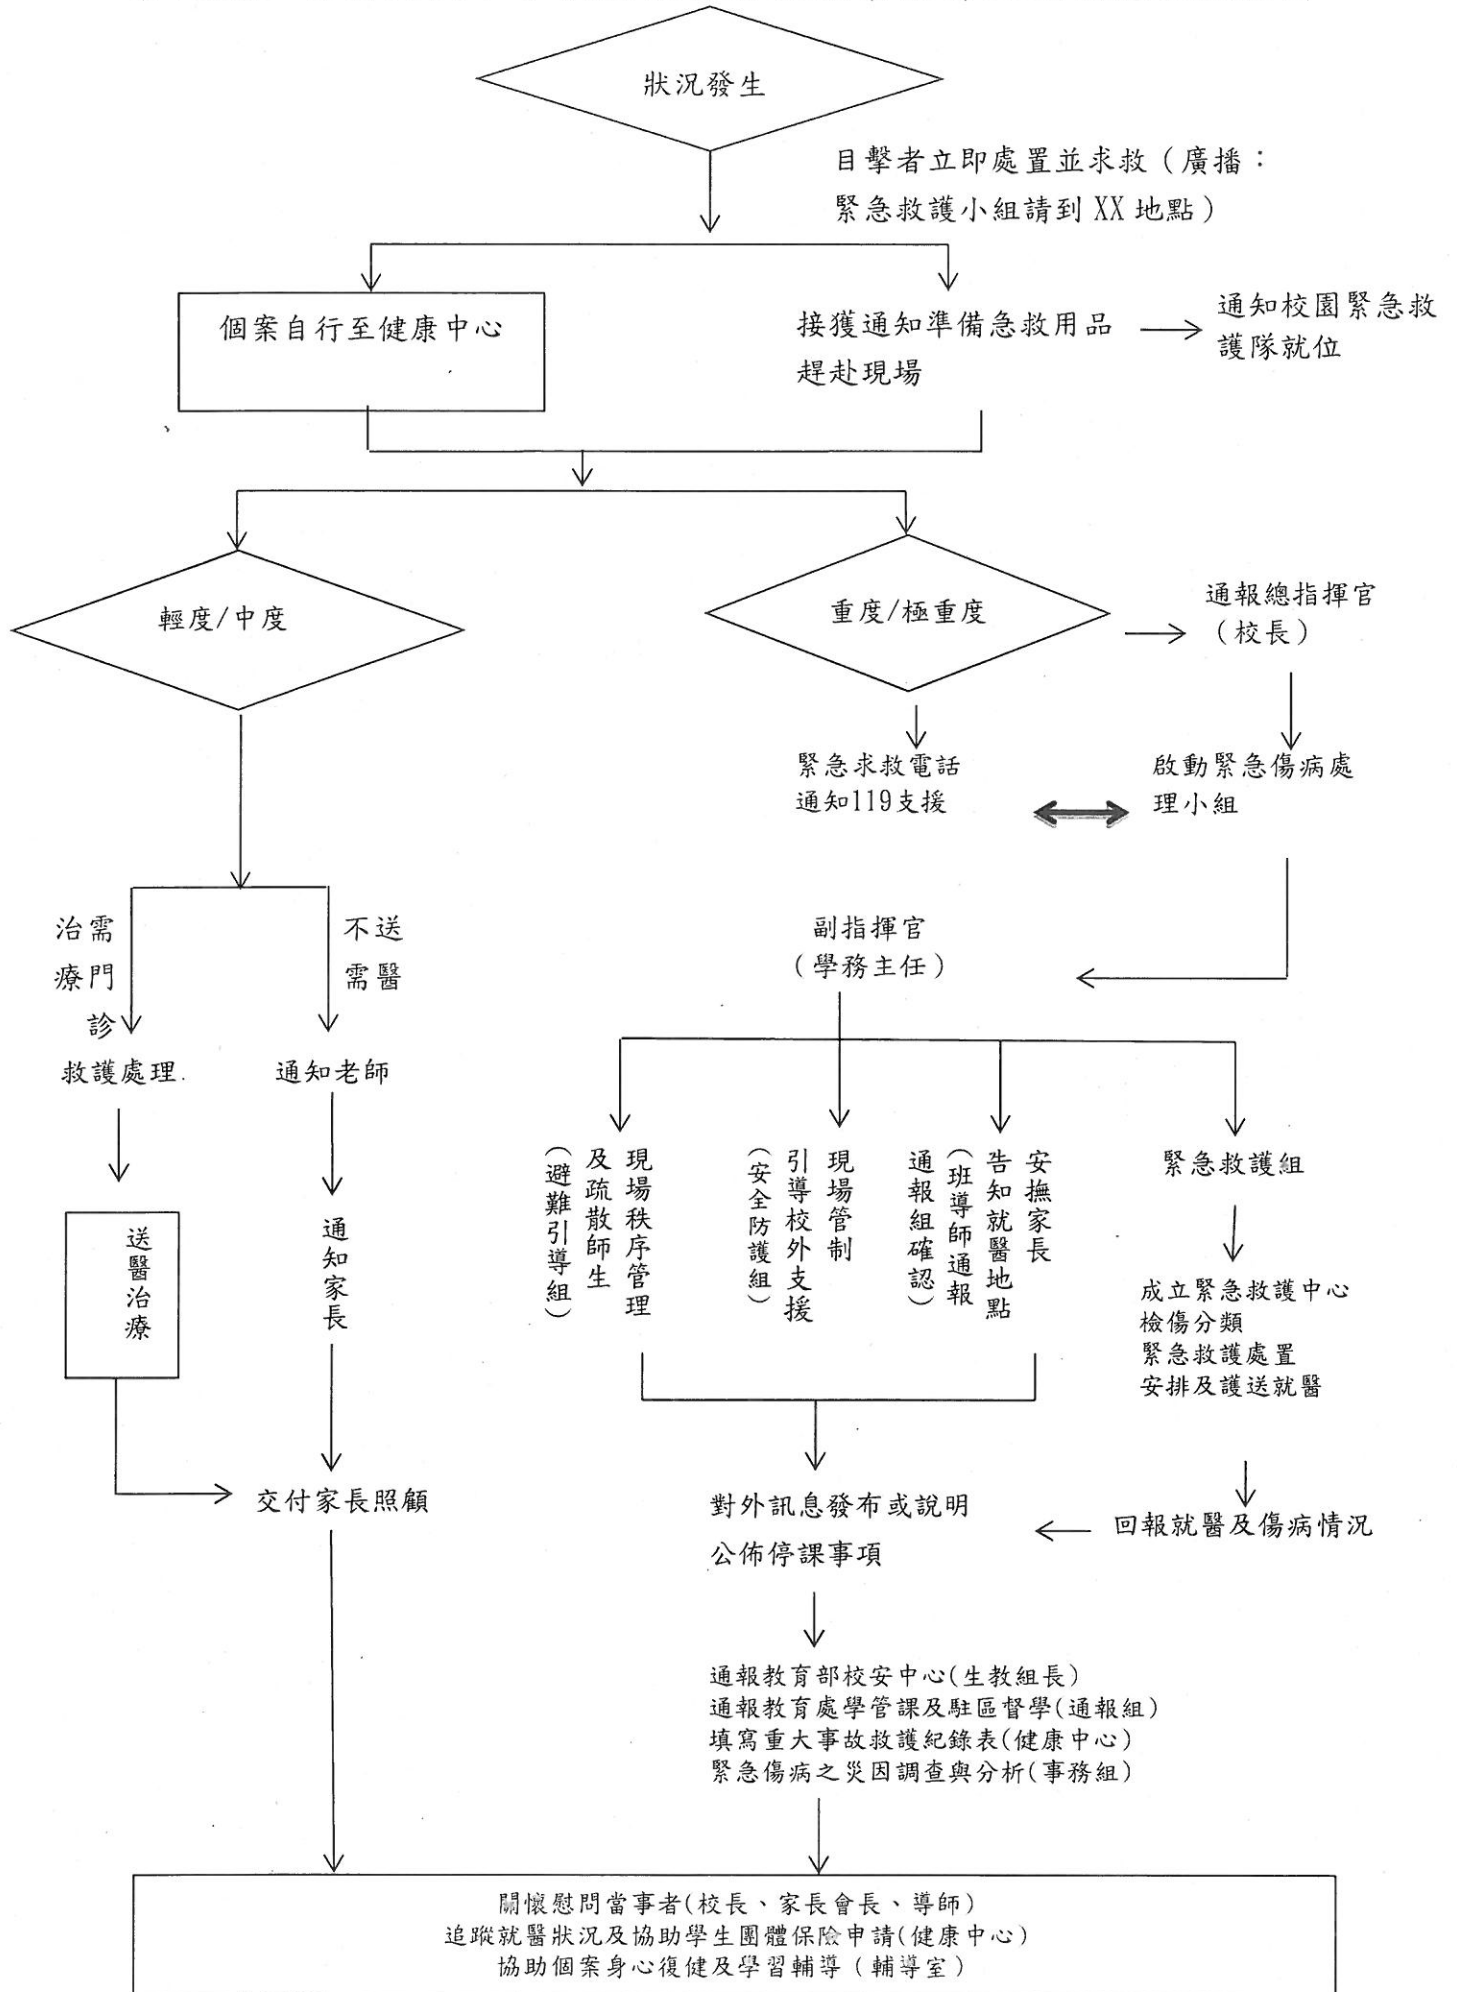 狀況發生
目擊者立即處置並求救（廣播：
緊急救護小組請到 XX 地點）
個案自行至健康中心
接獲通知準備急救用品
趕赴現場
通知校園緊急救
護隊就位
輕度/中度
重度/極重度
通報總指揮官
（校長）
緊急求救電話
通知119支援
啟動緊急傷病處
理小組
治需
療門
診
不送
需醫
副指揮官
（學務主任）
救護處理
通知老師
現場秩序管理
及疏散師生
（避難引導組）
現場管制
引導校外支援
（安全防護組）
安撫家長
告知就醫地點
（班導師通報
通報組確認）
緊急救護組
送醫治療
通知家長
成立緊急救護中心
檢傷分類
緊急救護處置
安排及護送就醫
交付家長照顧
對外訊息發布或說明
公佈停課事項
回報就醫及傷病情況
通報教育部校安中心(生教組長)
通報教育處學管課及駐區督學(通報組)
填寫重大事故救護紀錄表(健康中心)
緊急傷病之災因調查與分析(事務組)
關懷慰問當事者(校長、家長會長、導師)
追蹤就醫狀況及協助學生團體保險申請(健康中心)
協助個案身心復健及學習輔導（輔導室）